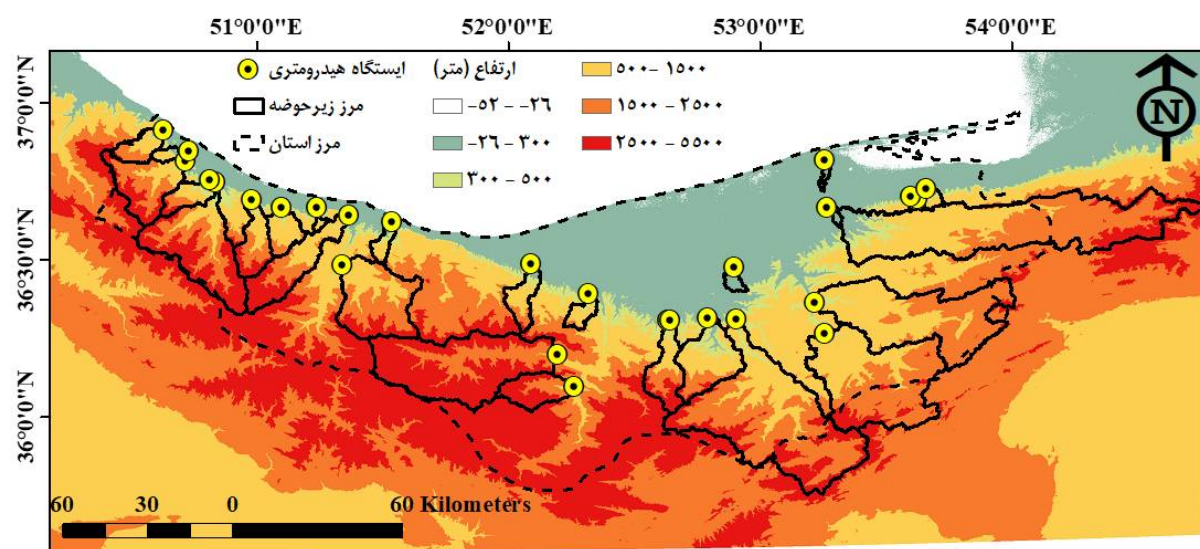 51°0'0"E 52°0'0"E 53°0'0"E 54°0'0"E
37°0'0"N
36°30'0"N
36°0'0"N
ایستگاه هیدرومتری
مرز زیرحوضه
مرز استان
ارتفاع (متر)
-۵۲ - -۲۶
-۲۶ - ۳۰۰
۳۰۰ - ۵۰۰
۵۰۰ - ۱۵۰۰
۱۵۰۰ - ۲۵۰۰
۲۵۰۰ - ۵۵۰۰
N
60 30 0 60 Kilometers